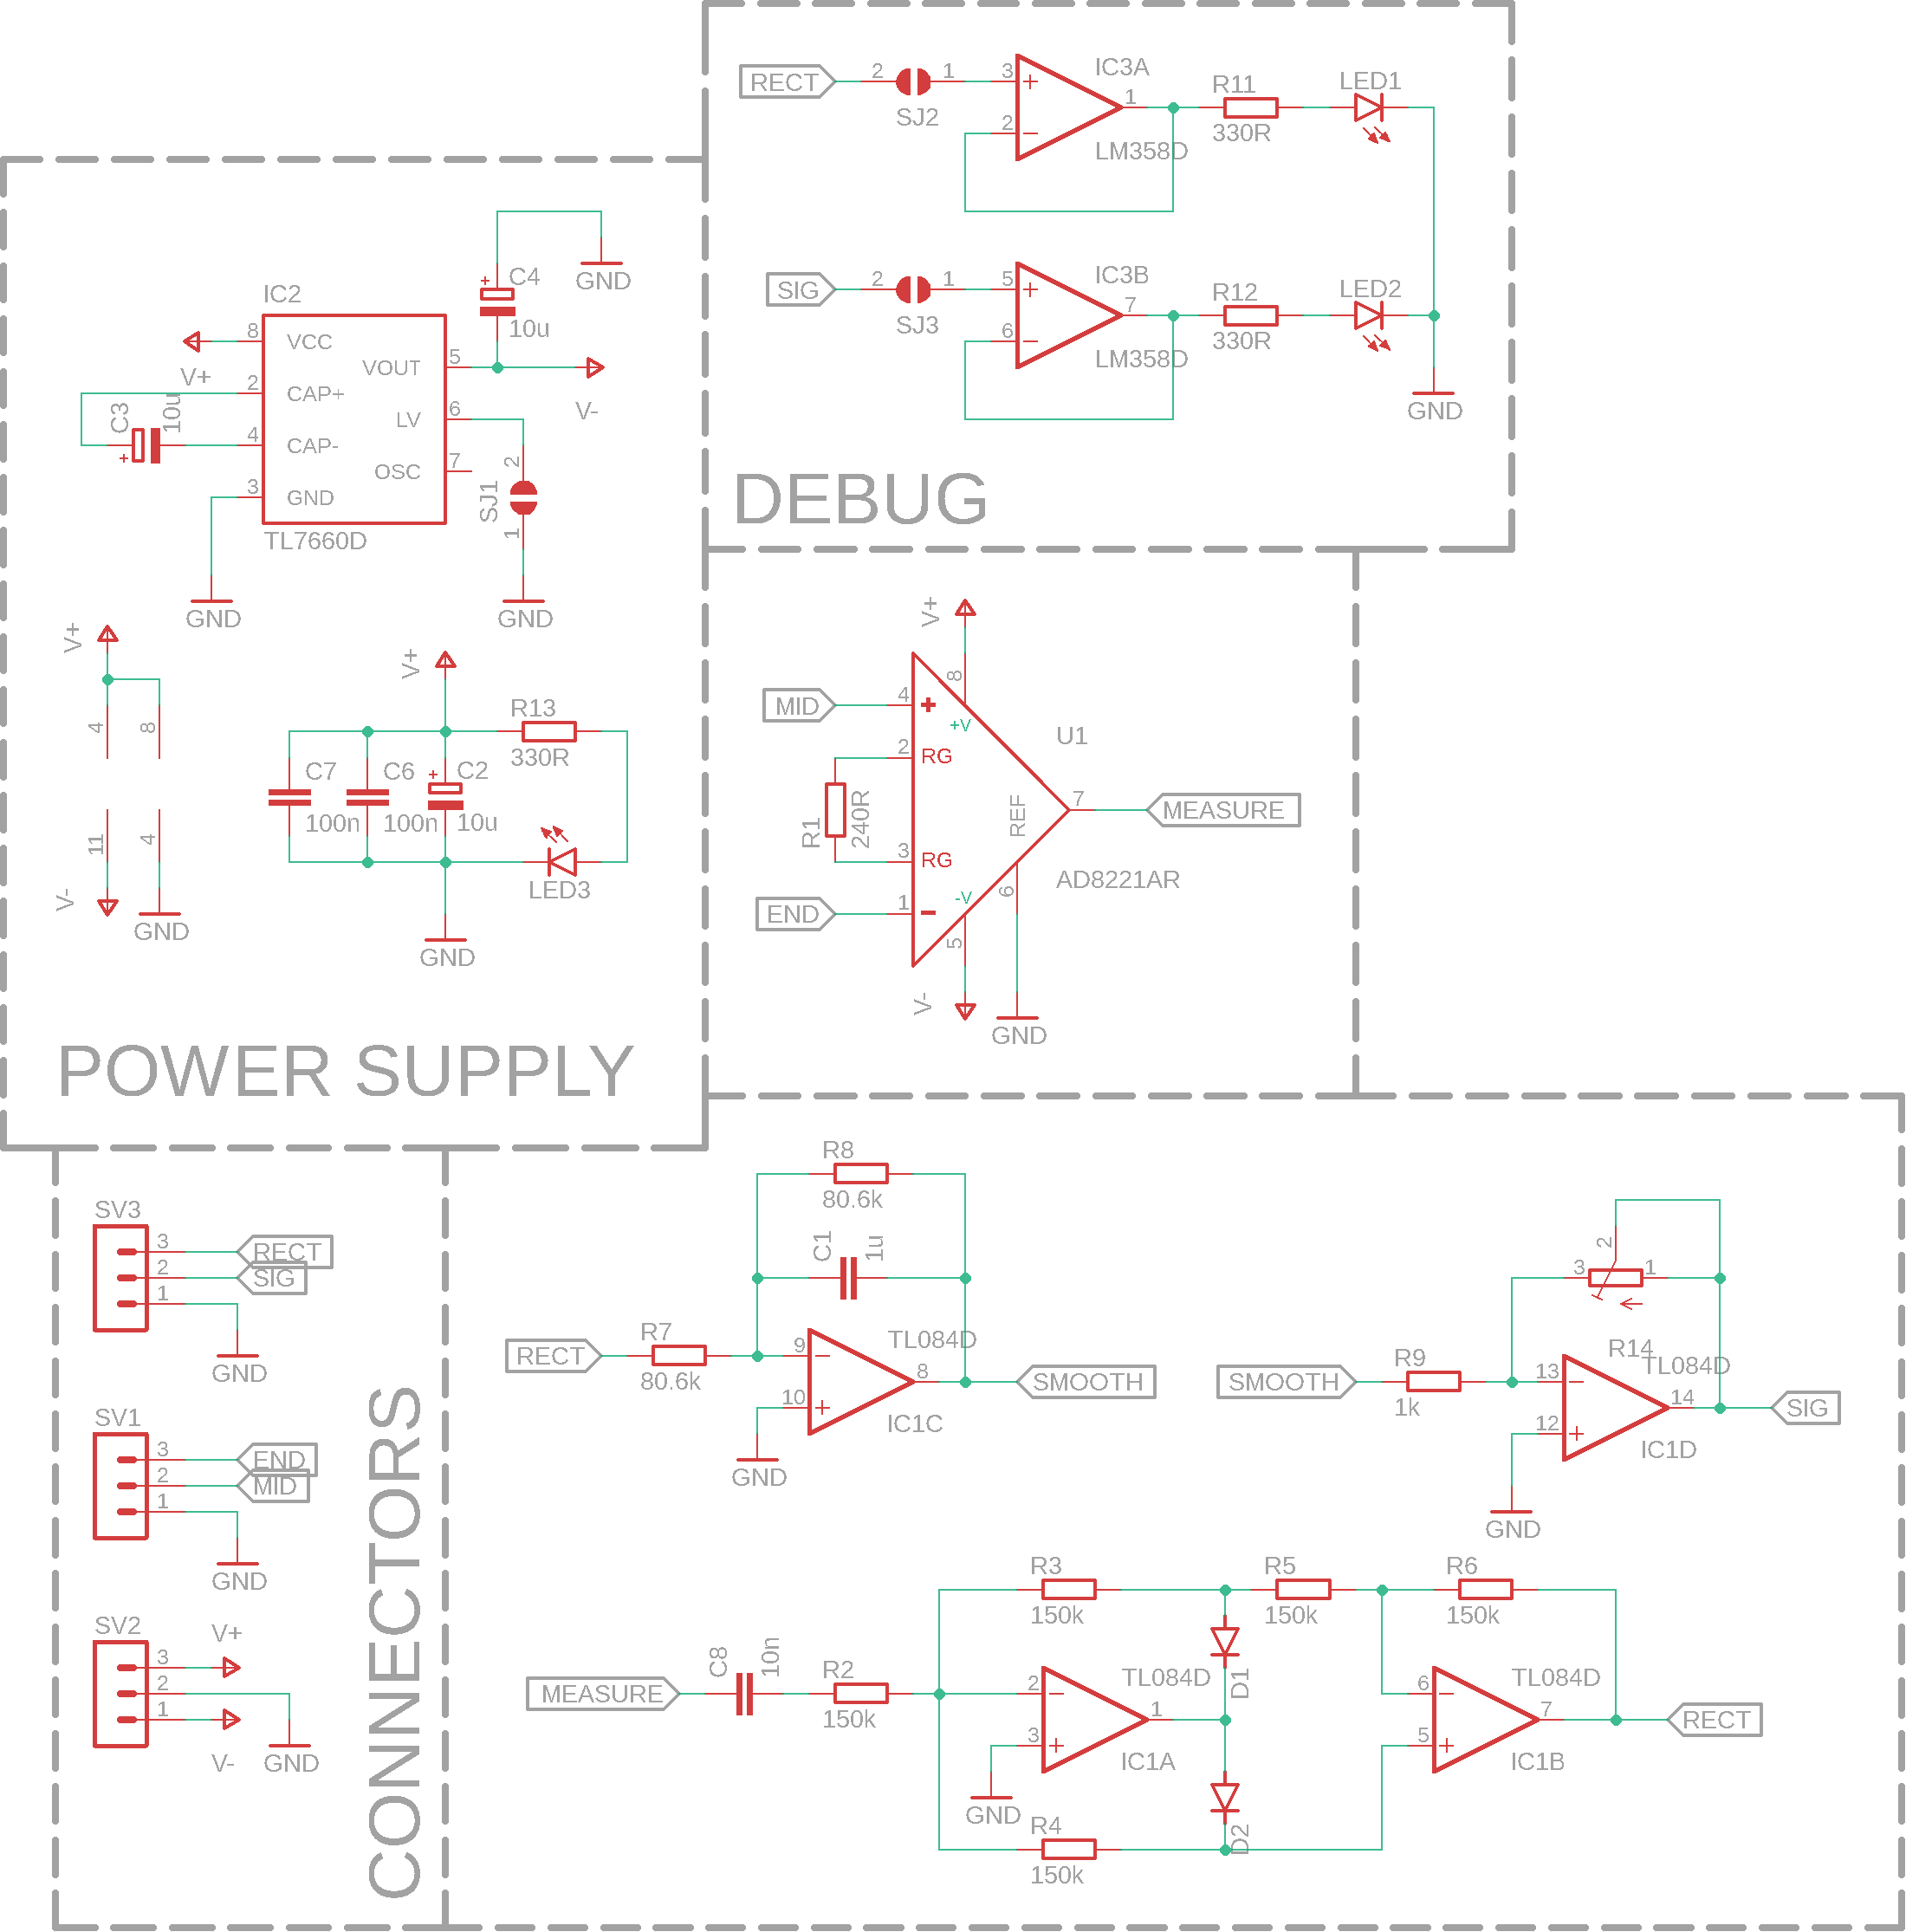 RECT
2
1
SJ2
3
2
1
IC3A
LM358D
R11
330R
LED1
SIG
2
1
SJ3
5
6
7
IC3B
LM358D
R12
330R
LED2
GND
DEBUG
IC2
8
VCC
V+
2
CAP+
4
CAP-
3
GND
VOUT
5
LV
6
OSC
7
TL7660D
C3
10u
C4
10u
GND
V-
SJ1
2
1
GND
GND
V+
4
8
11
4
V-
GND
V+
R13
330R
C7
100n
C6
100n
C2
10u
LED3
GND
POWER SUPPLY
V+
8
MID
4
+V
2
RG
R1
240R
3
RG
END
1
-V
5
V-
REF
6
GND
U1
7
MEASURE
AD8221AR
SV3
3
RECT
2
SIG
1
GND
SV1
3
END
2
MID
1
GND
SV2
V+
3
2
1
V-
GND
CONNECTORS
R8
80.6k
C1
1u
RECT
R7
80.6k
9
10
8
TL084D
IC1C
SMOOTH
GND
SMOOTH
R9
1k
2
3
1
R14
TL084D
13
12
14
IC1D
SIG
GND
MEASURE
C8
10n
R2
150k
R3
150k
R5
150k
R6
150k
2
3
1
TL084D
IC1A
GND
R4
150k
D1
D2
6
5
7
TL084D
IC1B
RECT